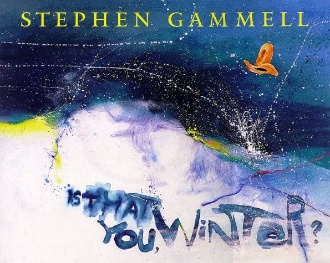 STEPHEN GAMMELL
iS THAT
YOU, WiNTeR?